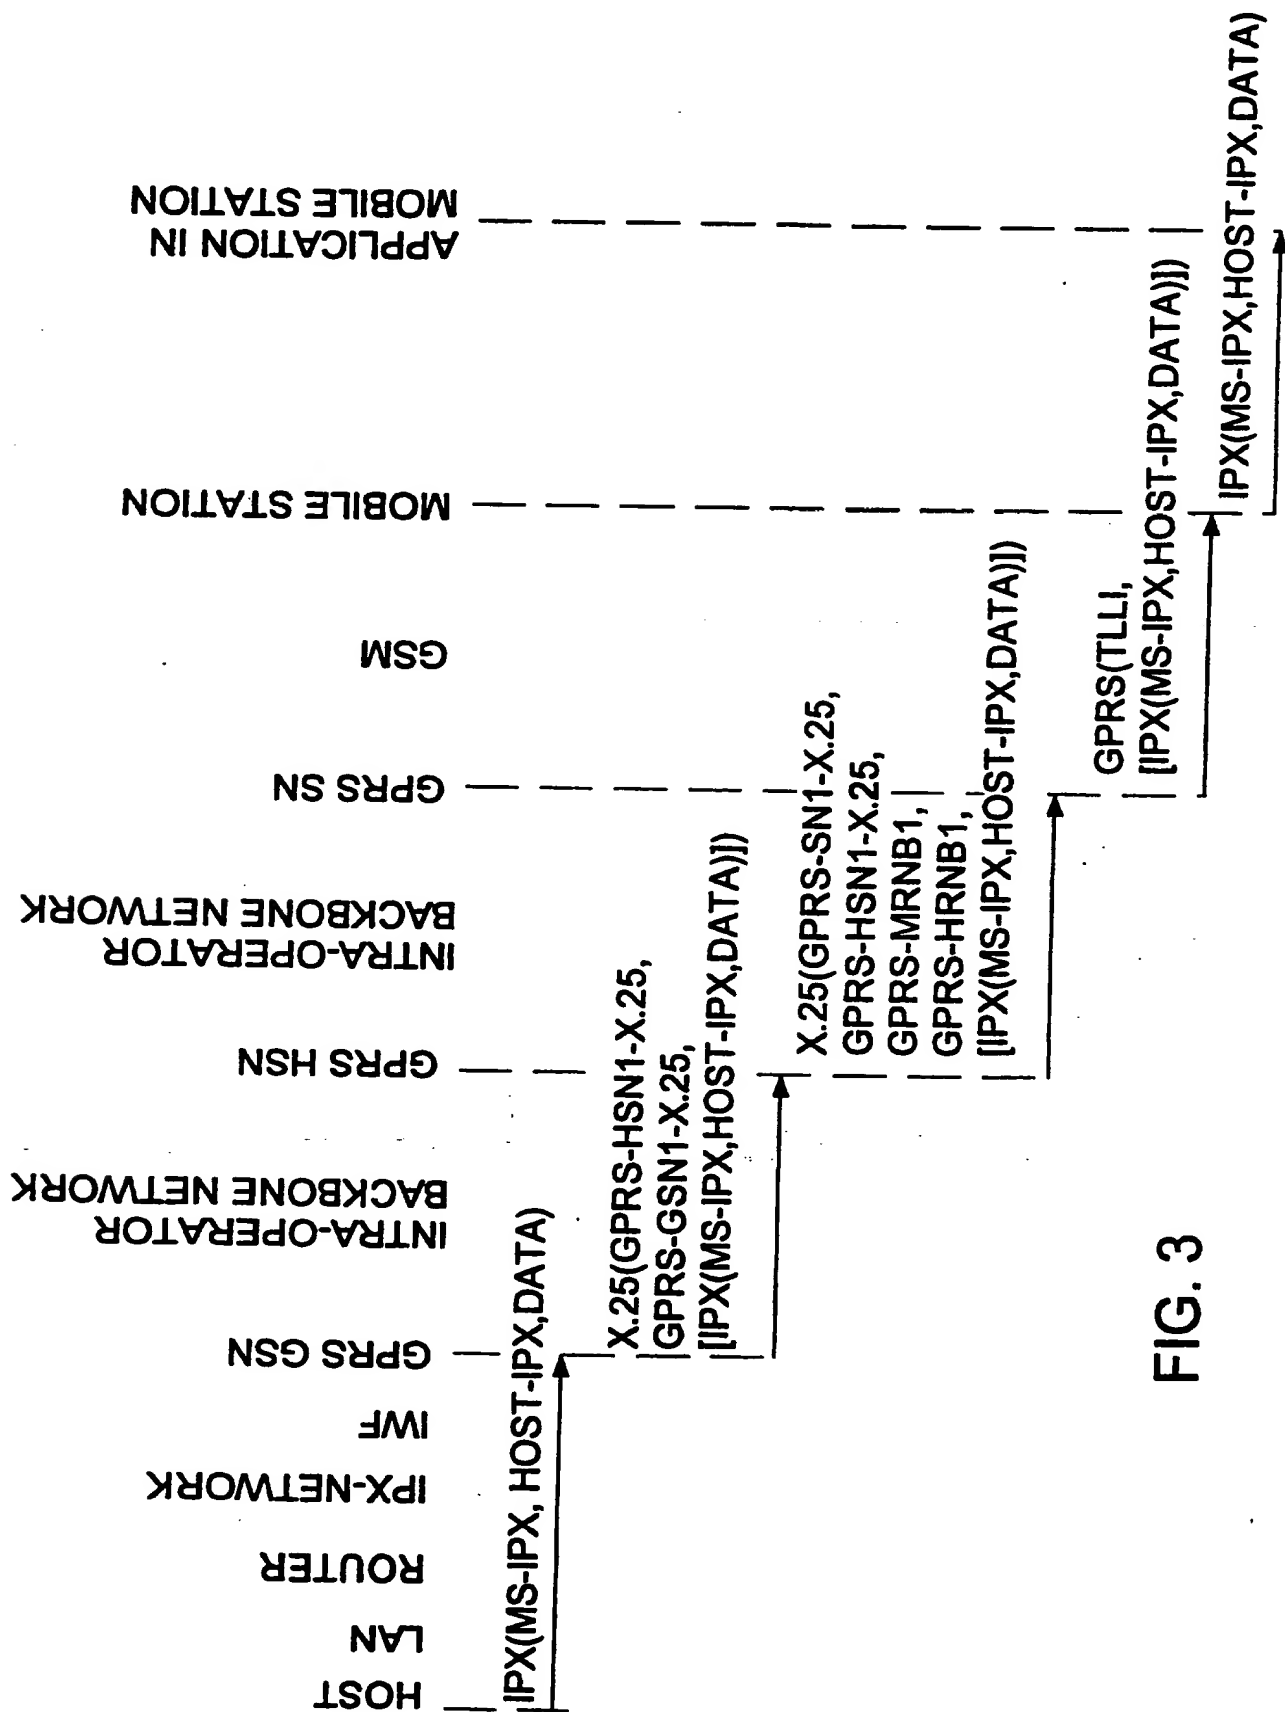 HOST
LAN
ROUTER
IPX-NETWORK
IWF
GPRS GSN
INTRA-OPERATOR
BACKBONE NETWORK
GPRS HSN
INTRA-OPERATOR
BACKBONE NETWORK
GPRS SN
GSM
MOBILE STATION
APPLICATION IN
MOBILE STATION
IPX(MS-IPX, HOST-IPX,DATA)
X.25(GPRS-HSN1-X.25,
GPRS-GSN1-X.25,
[IPX(MS-IPX,HOST-IPX,DATA)])
X.25(GPRS-SN1-X.25,
GPRS-HSN1-X.25,
GPRS-MRNB1,
GPRS-HRNB1,
[IPX(MS-IPX,HOST-IPX,DATA)])
GPRS(TLLI,
[IPX(MS-IPX,HOST-IPX,DATA)])
IPX(MS-IPX,HOST-IPX,DATA)
FIG. 3